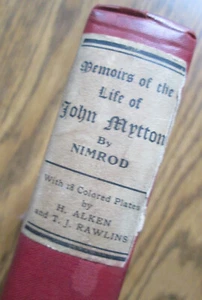 Memoirs of the
Life of
John Mytton
By
NIMROD
With 18 Colored Plates
by
H. ALKEN
and T. J. RAWLINS